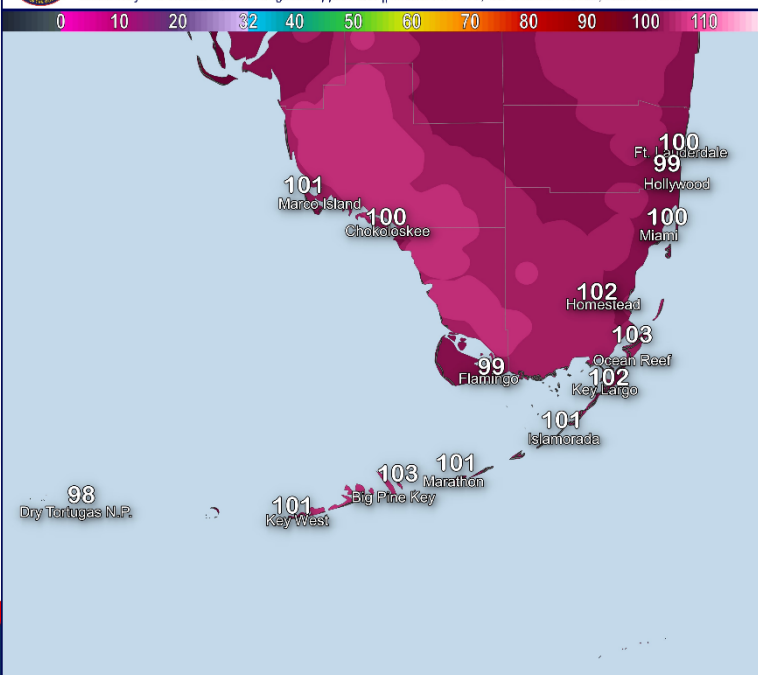 0 10 20 32 40 50 60 70 80 90 100 110
100
Ft. Lauderdale
99
Hollywood
101
Marco Island
100
Chokoloskee
100
Miami
102
Homestead
103
Ocean Reef
99
Flamingo
102
Key Largo
101
Islamorada
101
Marathon
103
Big Pine Key
98
Dry Tortugas N.P.
101
Key West